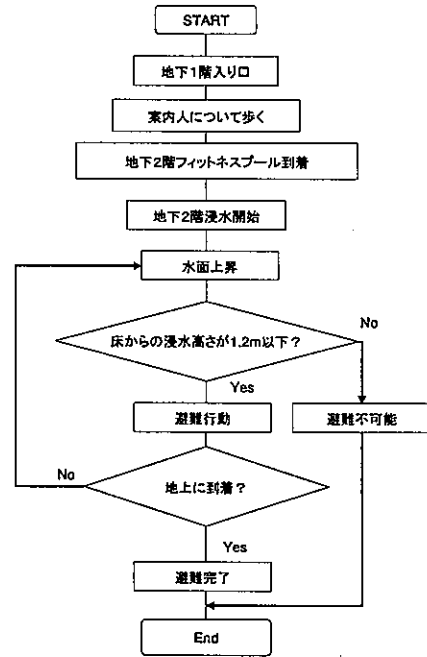 START
地下1階入り口
案内人について歩く
地下2階フィットネスプール到着
地下2階浸水開始
水面上昇
床からの浸水高さが1.2m以下？
No
Yes
避難行動
避難不可能
No
地上に到着？
Yes
避難完了
End